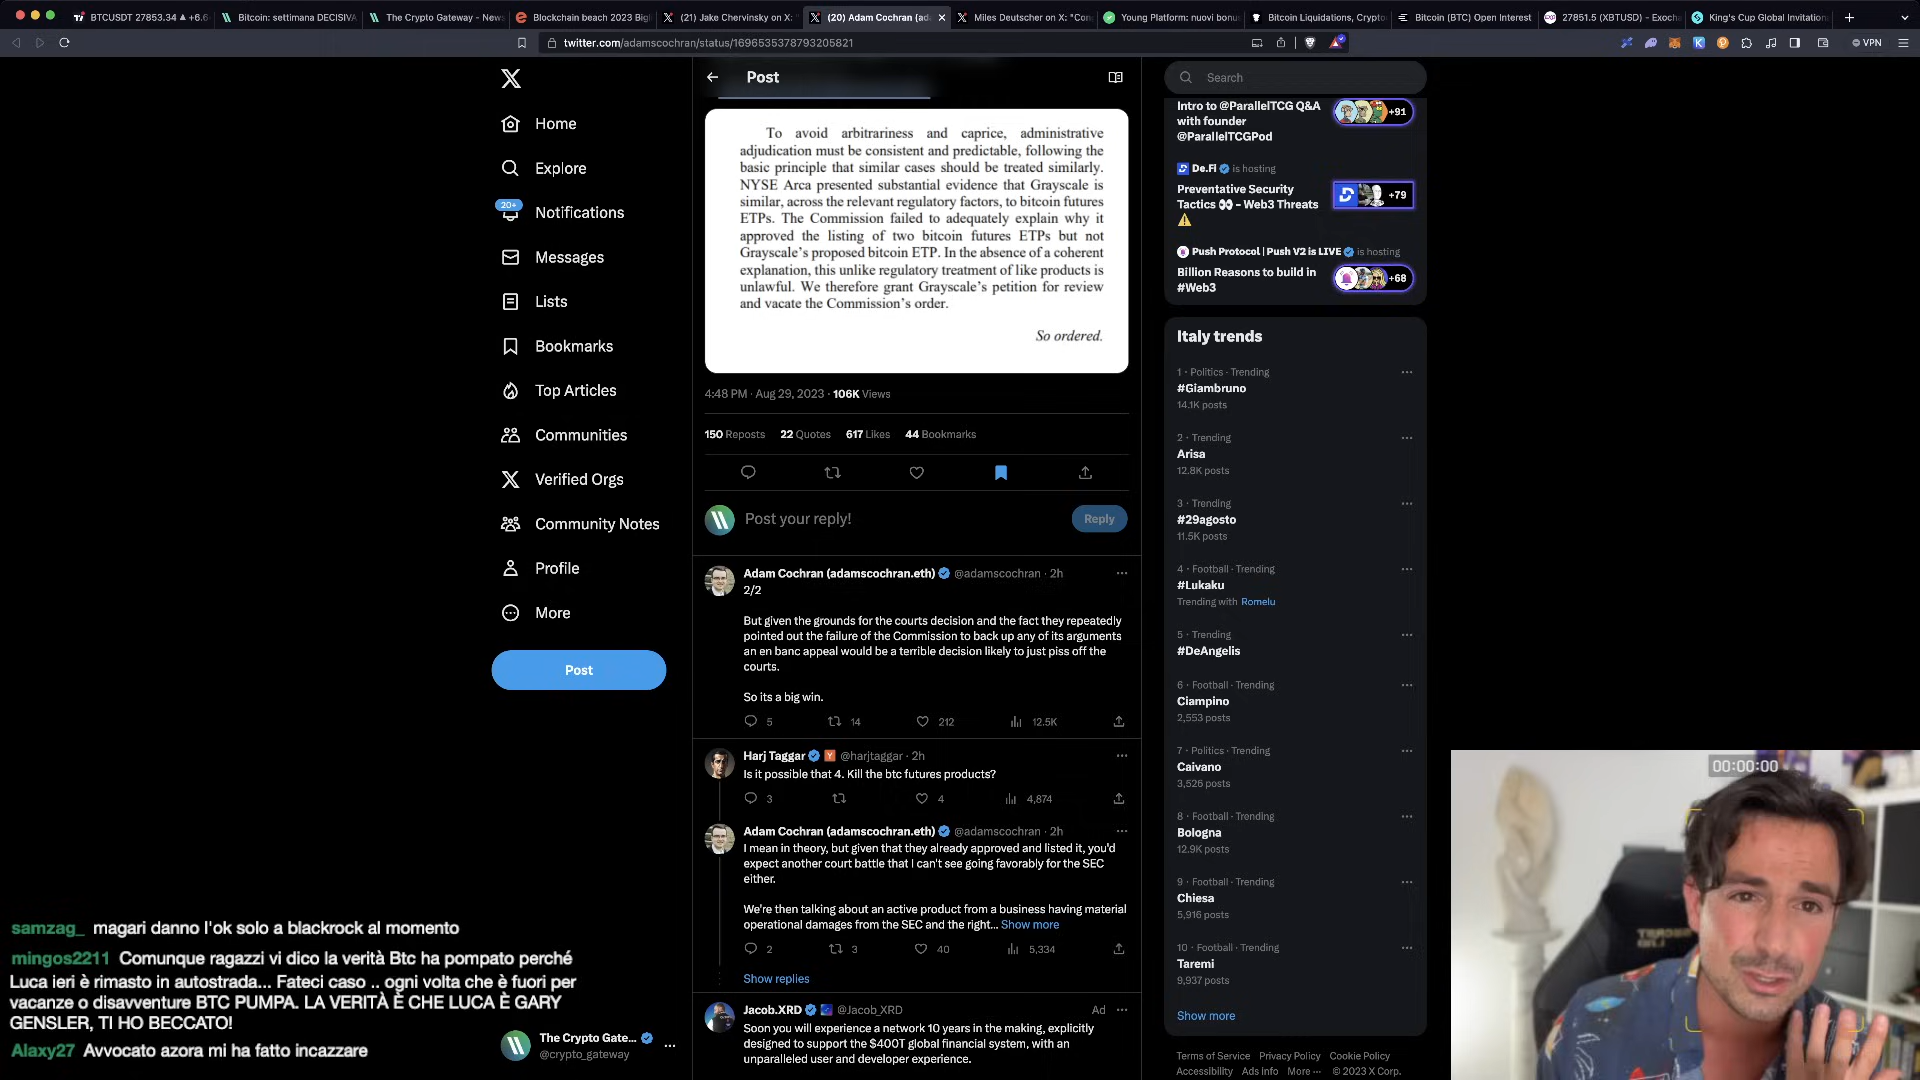 BTCUSDT 27853.34 ▲ +6.6
Bitcoin: settimana DECISIVA
The Crypto Gateway - News
Blockchain beach 2023 Bigl
(21) Jake Chervinsky on X: "
(20) Adam Cochran (ada
Miles Deutscher on X: "Con
Young Platform: nuovi bonus
Bitcoin Liquidations, Crypto
Bitcoin (BTC) Open Interest
27851.5 (XBTUSD) - Exocha
King's Cup Global Invitation
twitter.com/adamscochran/status/1696535378793205821
VPN
Home
Explore
20+
Notifications
Messages
Lists
Bookmarks
Top Articles
Communities
Verified Orgs
Community Notes
Profile
More
Post
The Crypto Gate...
@crypto_gateway
Post
To avoid arbitrariness and caprice, administrative
adjudication must be consistent and predictable, following the
basic principle that similar cases should be treated similarly.
NYSE Arca presented substantial evidence that Grayscale is
similar, across the relevant regulatory factors, to bitcoin futures
ETPs. The Commission failed to adequately explain why it
approved the listing of two bitcoin futures ETPs but not
Grayscale's proposed bitcoin ETP. In the absence of a coherent
explanation, this unlike regulatory treatment of like products is
unlawful. We therefore grant Grayscale's petition for review
and vacate the Commission's order.
So ordered.
4:48 PM · Aug 29, 2023 · 106K Views
150 Reposts 22 Quotes 617 Likes 44 Bookmarks
Post your reply!
Reply
Adam Cochran (adamscochran.eth) @adamscochran · 2h
2/2
But given the grounds for the courts decision and the fact they repeatedly
pointed out the failure of the Commission to back up any of its arguments
an en banc appeal would be a terrible decision likely to just piss off the
courts.
So its a big win.
5 14 212 12.5K
Harj Taggar @harjtaggar · 2h
Is it possible that 4. Kill the btc futures products?
3 4 4,874
Adam Cochran (adamscochran.eth) @adamscochran · 2h
I mean in theory, but given that they already approved and listed it, you'd
expect another court battle that I can't see going favorably for the SEC
either.
We're then talking about an active product from a business having material
operational damages from the SEC and the right... Show more
2 3 40 5,334
Show replies
Jacob.XRD @Jacob_XRD Ad
Soon you will experience a network 10 years in the making, explicitly
designed to support the $400T global financial system, with an
unparalleled user and developer experience.
Search
Intro to @ParallelTCG Q&A
with founder
@ParallelTCGPod
+91
De.Fi is hosting
Preventative Security
Tactics 👀 - Web3 Threats
⚠️
+79
Push Protocol | Push V2 is LIVE is hosting
Billion Reasons to build in
#Web3
+68
Italy trends
1 · Politics · Trending
#Giambruno
14.1K posts
2 · Trending
Arisa
12.8K posts
3 · Trending
#29agosto
11.5K posts
4 · Football · Trending
#Lukaku
Trending with Romelu
5 · Trending
#DeAngelis
6 · Football · Trending
Ciampino
2,553 posts
7 · Politics · Trending
Caivano
3,526 posts
8 · Football · Trending
Bologna
12.9K posts
9 · Football · Trending
Chiesa
5,916 posts
10 · Football · Trending
Taremi
9,937 posts
Show more
Terms of Service Privacy Policy Cookie Policy
Accessibility Ads info More ··· © 2023 X Corp.
samzag_ magari danno l'ok solo a blackrock al momento
mingos2211 Comunque ragazzi vi dico la verità Btc ha pompato perché
Luca ieri è rimasto in autostrada... Fateci caso .. ogni volta che è fuori per
vacanze o disavventure BTC PUMPA. LA VERITÀ È CHE LUCA È GARY
GENSLER, TI HO BECCATO!
Alaxy27 Avvocato azora mi ha fatto incazzare
00:00:00